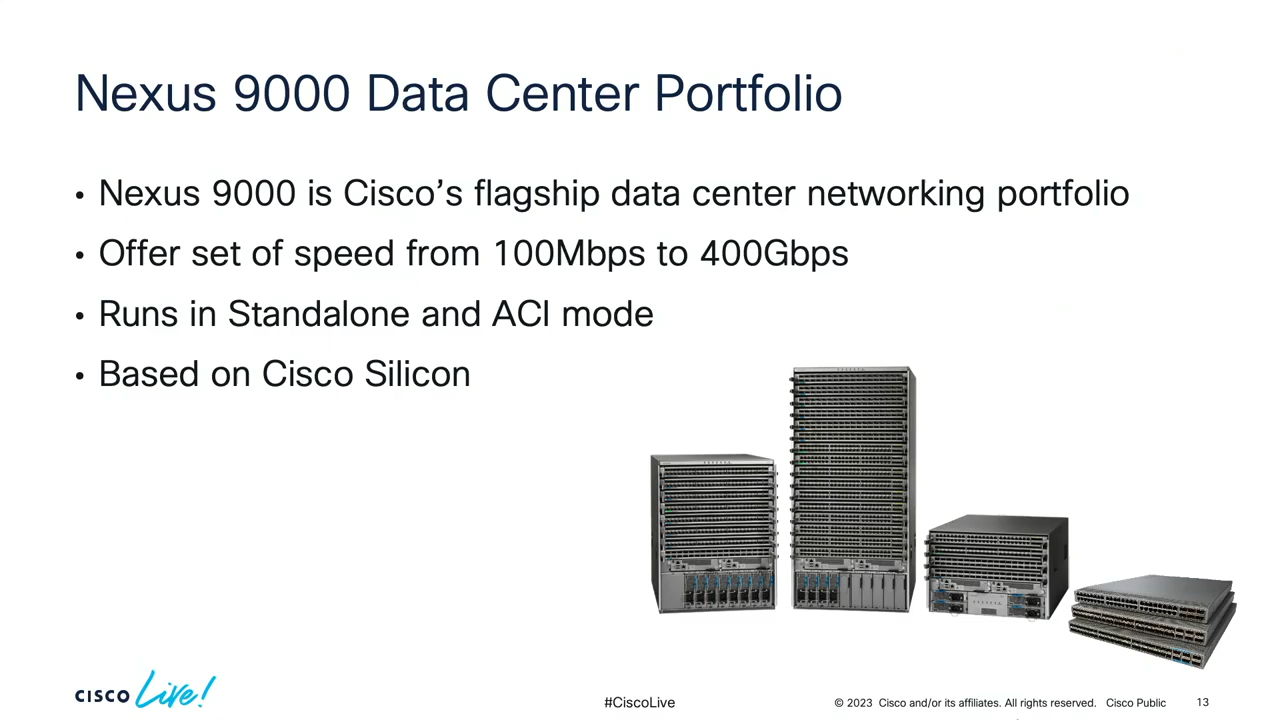 Nexus 9000 Data Center Portfolio
• Nexus 9000 is Cisco’s flagship data center networking portfolio
• Offer set of speed from 100Mbps to 400Gbps
• Runs in Standalone and ACI mode
• Based on Cisco Silicon
CISCO Live!
#CiscoLive
© 2023 Cisco and/or its affiliates. All rights reserved. Cisco Public
13